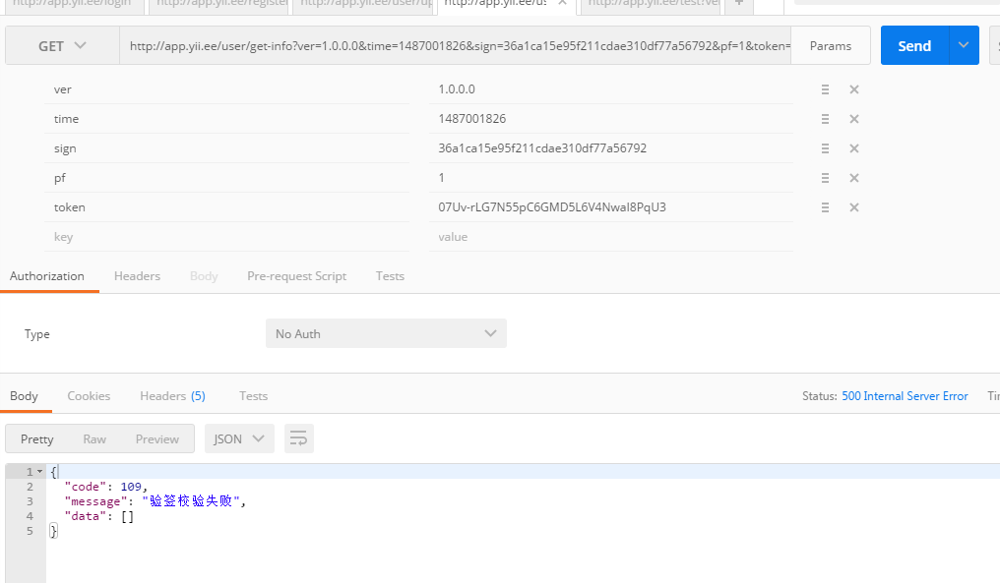 http://app.yii.ee/login http://app.yii.ee/register http://app.yii.ee/user/up http://app.yii.ee/us × http://app.yii.ee/test?ver +
GET http://app.yii.ee/user/get-info?ver=1.0.0.0&time=1487001826&sign=36a1ca15e95f211cdae310df77a56792&pf=1&token= Params Send
ver 1.0.0.0
time 1487001826
sign 36a1ca15e95f211cdae310df77a56792
pf 1
token 07Uv-rLG7N55pC6GMD5L6V4NwaI8PqU3
key value
Authorization Headers Body Pre-request Script Tests
Type No Auth
Body Cookies Headers (5) Tests Status: 500 Internal Server Error Tir
Pretty Raw Preview JSON
1 {
2 "code": 109,
3 "message": "验签校验失败",
4 "data": []
5 }